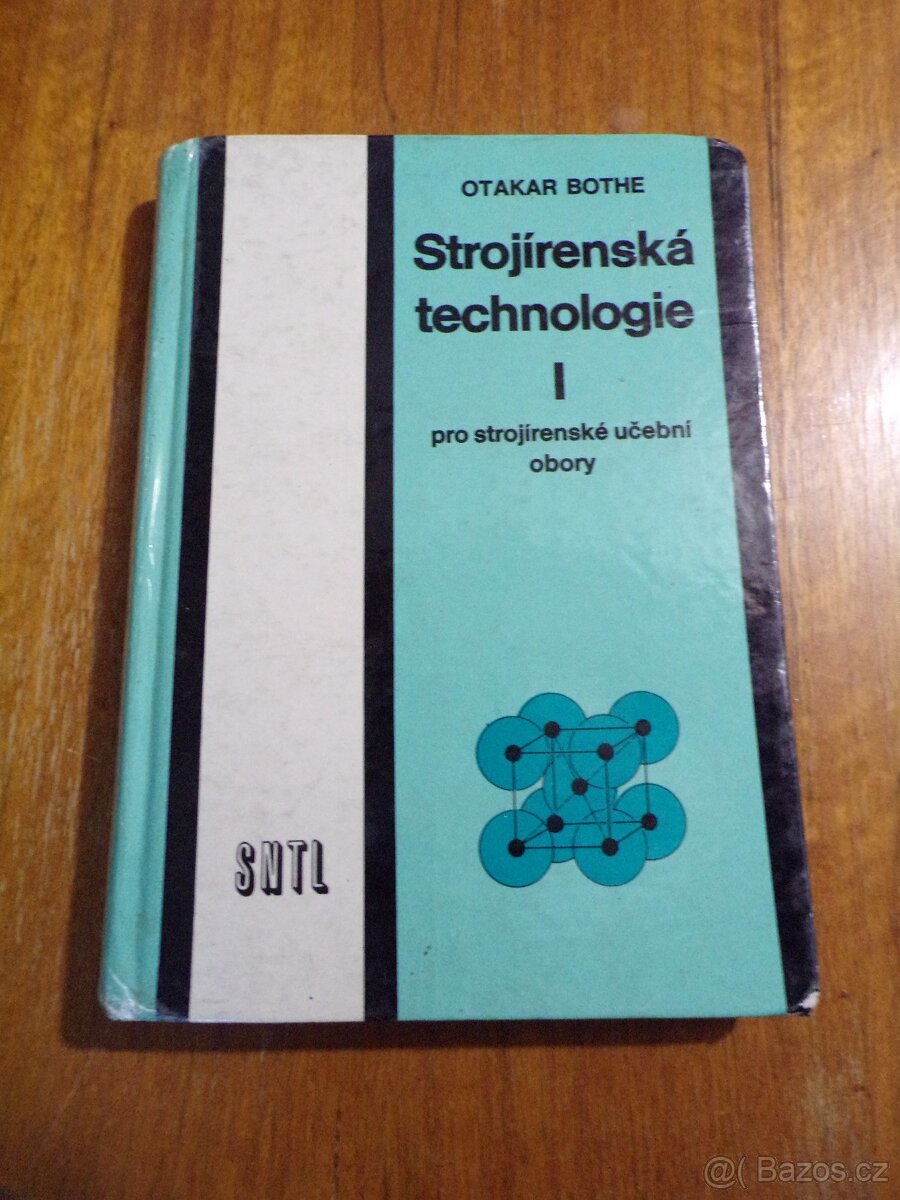 OTAKAR BOTHE
Strojírenská
technologie
I
pro strojírenské učební
obory
SNTL
@( Bazos.cz